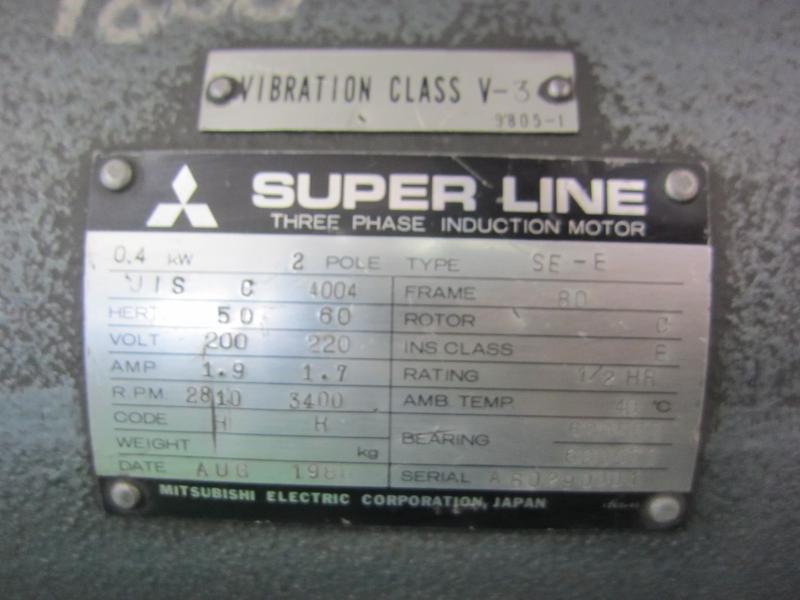 VIBRATION CLASS V-3
9805-1
SUPER LINE
THREE PHASE INDUCTION MOTOR
0.4 kW 2 POLE TYPE SE-E
JIS C 4004 FRAME 80
HERTZ 50 60 ROTOR C
VOLT 200 220 INS.CLASS E
AMP 1.9 1.7 RATING 1/2 HR
R.P.M. 2810 3400 AMB. TEMP. °C
CODE H H
BEARING
WEIGHT kg
DATE AUG SERIAL
MITSUBISHI ELECTRIC CORPORATION, JAPAN